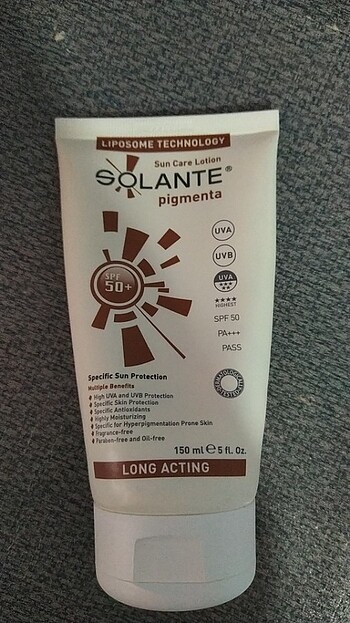 LIPOSOME TECHNOLOGY
Sun Care Lotion
SOLANTE®
pigmenta
UVA
UVB
UVA
HIGHEST
SPF 50
PA+++
PASS
SPF
50+
Specific Sun Protection
Multiple Benefits
High UVA and UVB Protection
Specific Skin Protection
Specific Antioxidants
Highly Moisturizing
Specific for Hyperpigmentation Prone Skin
Fragrance-free
Paraben-free and Oil-free
150 ml ℮ 5 fl. Oz.
LONG ACTING